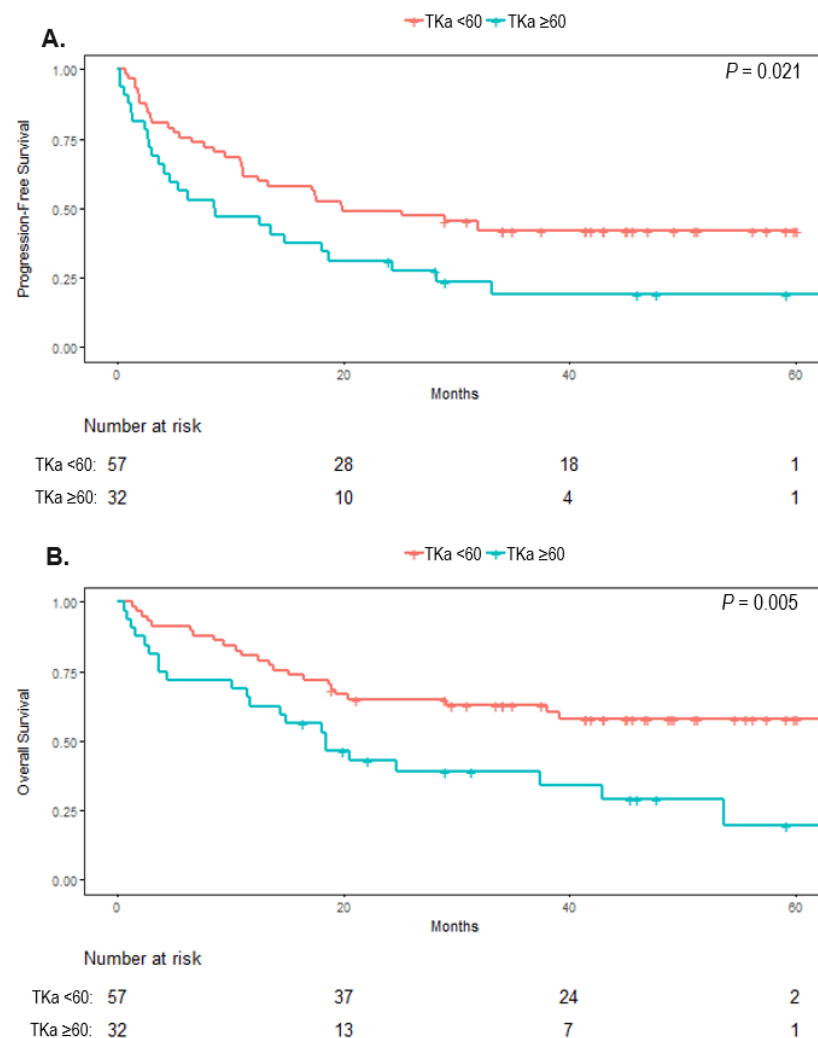 TKa <60 TKa ≥60
A.
P = 0.021
1.00
0.75
0.50
0.25
0.00
Progression-Free Survival
0 20 40 60
Months
Number at risk
TKa <60: 57 28 18 1
TKa ≥60: 32 10 4 1
TKa <60 TKa ≥60
B.
P = 0.005
1.00
0.75
0.50
0.25
0.00
Overall Survival
0 20 40 60
Months
Number at risk
TKa <60: 57 37 24 2
TKa ≥60: 32 13 7 1